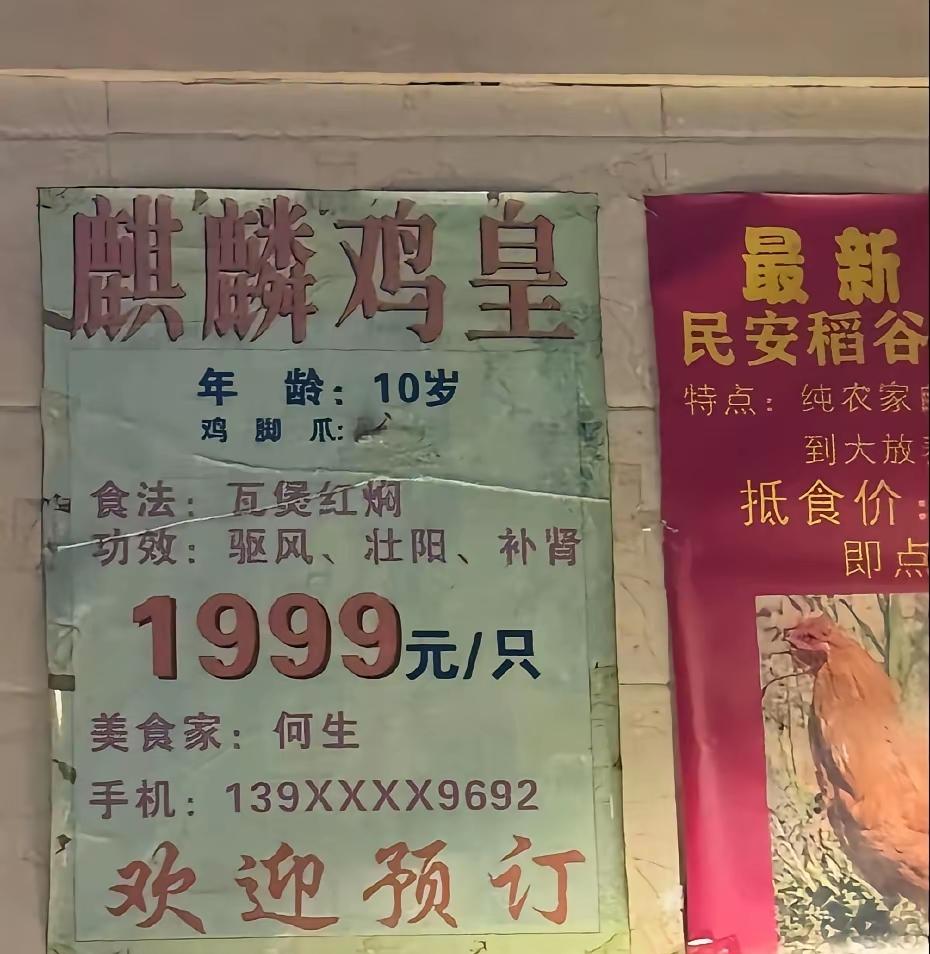 麒麟鸡皇
年 龄：10岁
鸡 脚 爪：
食法：瓦煲红焖
功效：驱风、壮阳、补肾
1999元/只
美食家：何生
手机：139XXXX9692
欢迎预订
最新
民安稻谷
特点：纯农家
到大放
抵食价：
即点